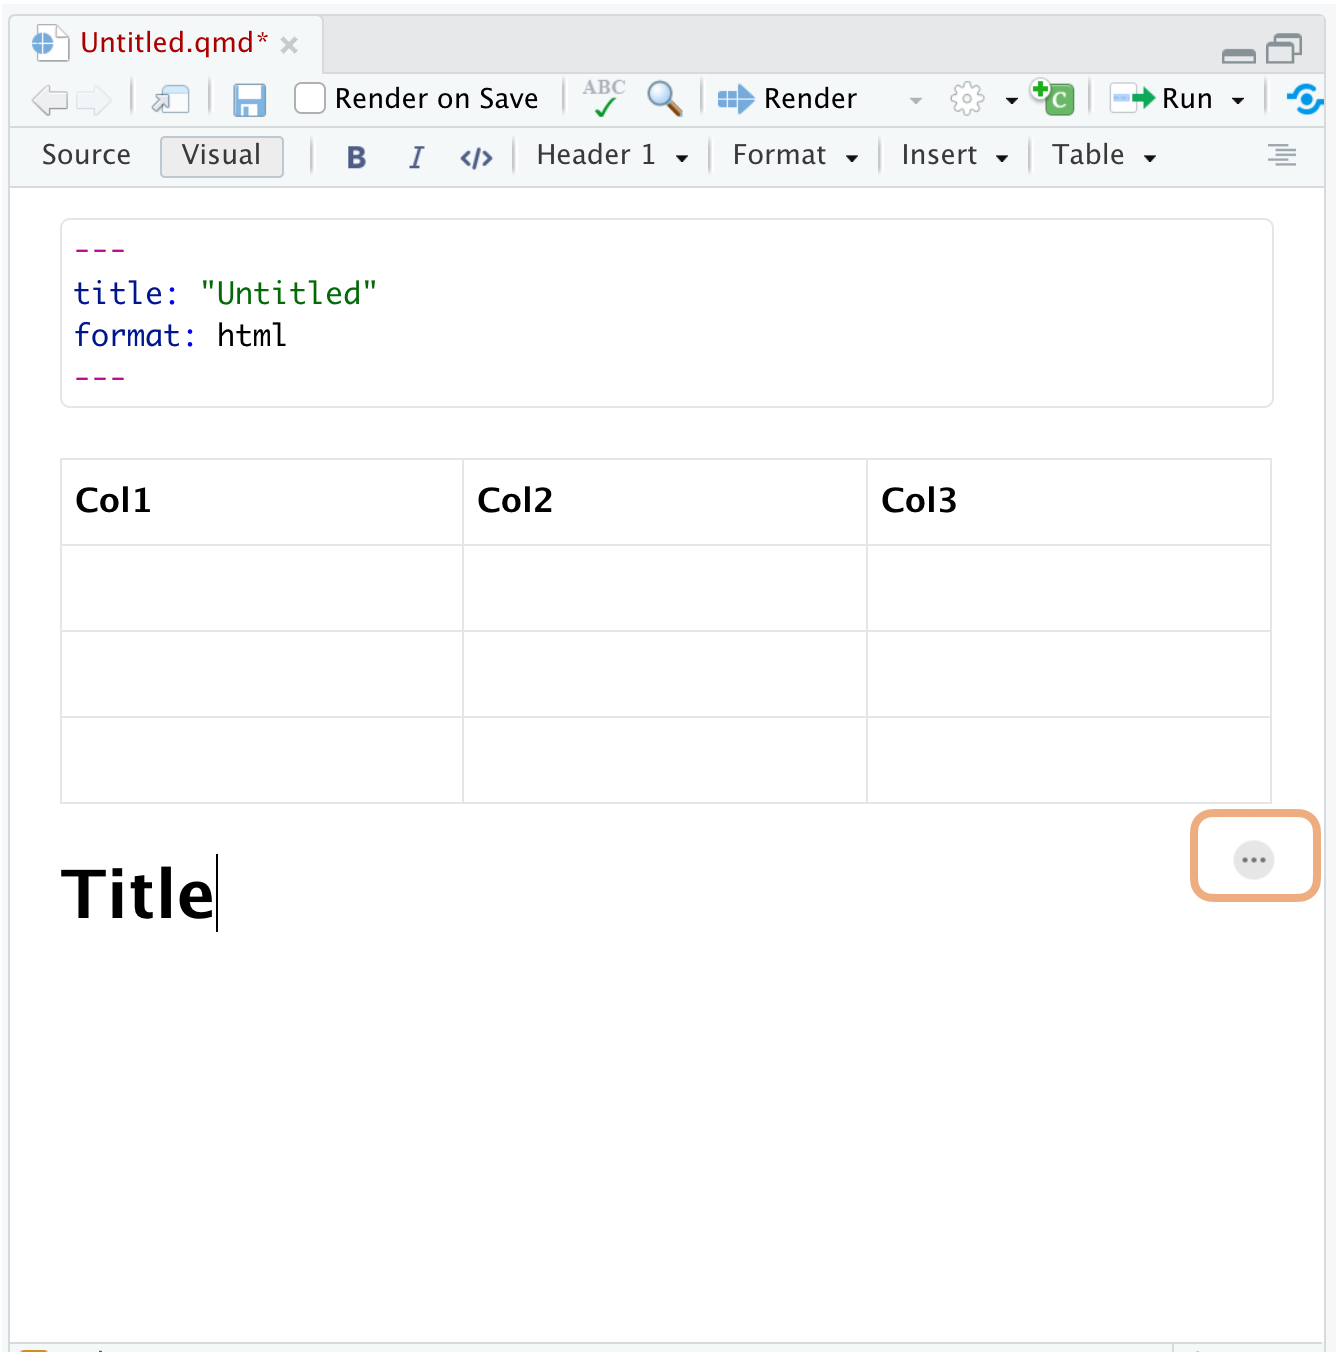 Untitled.qmd*
Render on Save ABC Render C Run
Source Visual B I </> Header 1 Format Insert Table
---
title: "Untitled"
format: html
---
Col1 Col2 Col3
Title